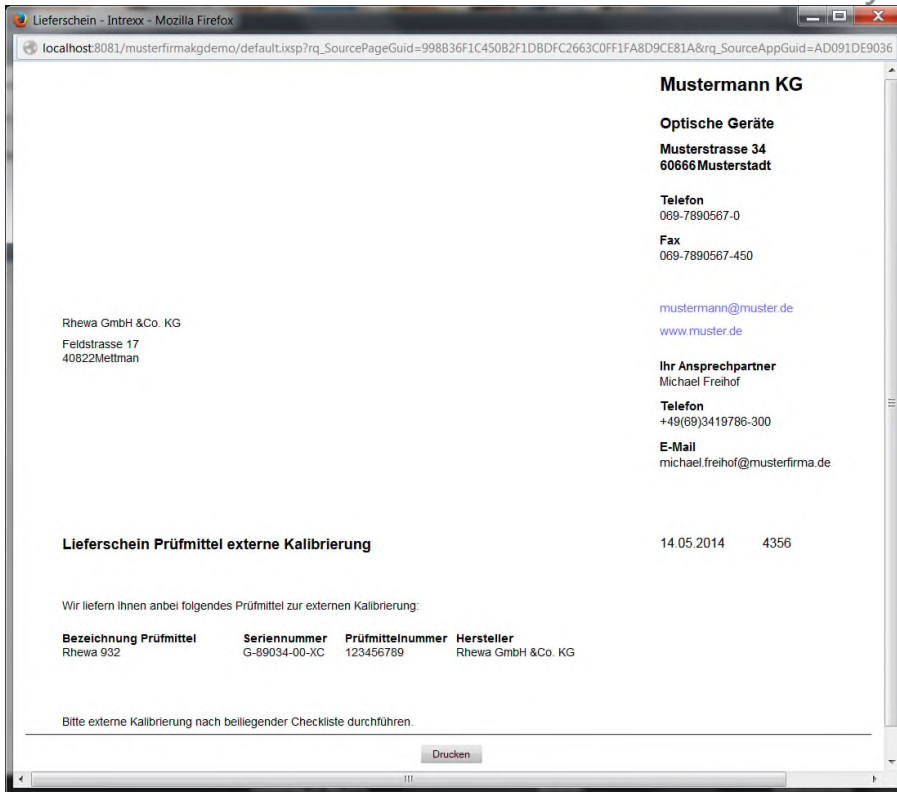 Lieferschein - Intrexx - Mozilla Firefox
localhost:8081/musterfirmakgdemo/default.ixsp?rq_SourcePageGuid=998B36F1C450B2F1DBDFC2663C0FF1FA8D9CE81A&rq_SourceAppGuid=AD091DE9036
Mustermann KG
Optische Geräte
Musterstrasse 34
60666Musterstadt
Telefon
069-7890567-0
Fax
069-7890567-450
mustermann@muster.de
www.muster.de
Rhewa GmbH &Co. KG
Feldstrasse 17
40822Mettman
Ihr Ansprechpartner
Michael Freihof
Telefon
+49(69)3419786-300
E-Mail
michael.freihof@musterfirma.de
Lieferschein Prüfmittel externe Kalibrierung 14.05.2014 4356
Wir liefern Ihnen anbei folgendes Prüfmittel zur externen Kalibrierung:
Bezeichnung Prüfmittel Seriennummer Prüfmittelnummer Hersteller
Rhewa 932 G-89034-00-XC 123456789 Rhewa GmbH &Co. KG
Bitte externe Kalibrierung nach beiliegender Checkliste durchführen.
Drucken